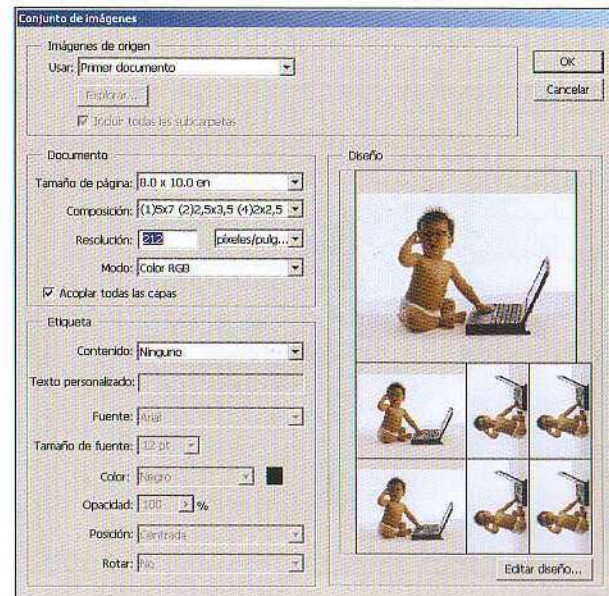 Conjunto de imágenes
Imágenes de origen
Usar: Primer documento
Explorar...
Incluir todas las subcarpetas
OK
Cancelar
Documento
Tamaño de página: 8.0 x 10.0 en
Composición: (1)5x7 (2)2,5x3,5 (4)2x2,5
Resolución: 212 píxeles/pulg...
Modo: Color RGB
Acoplar todas las capas
Etiqueta
Contenido: Ninguno
Texto personalizado:
Fuente: Arial
Tamaño de fuente: 12 pt
Color: Negro
Opacidad: 100 %
Posición: Centrada
Rotar: No
Diseño
Editar diseño...